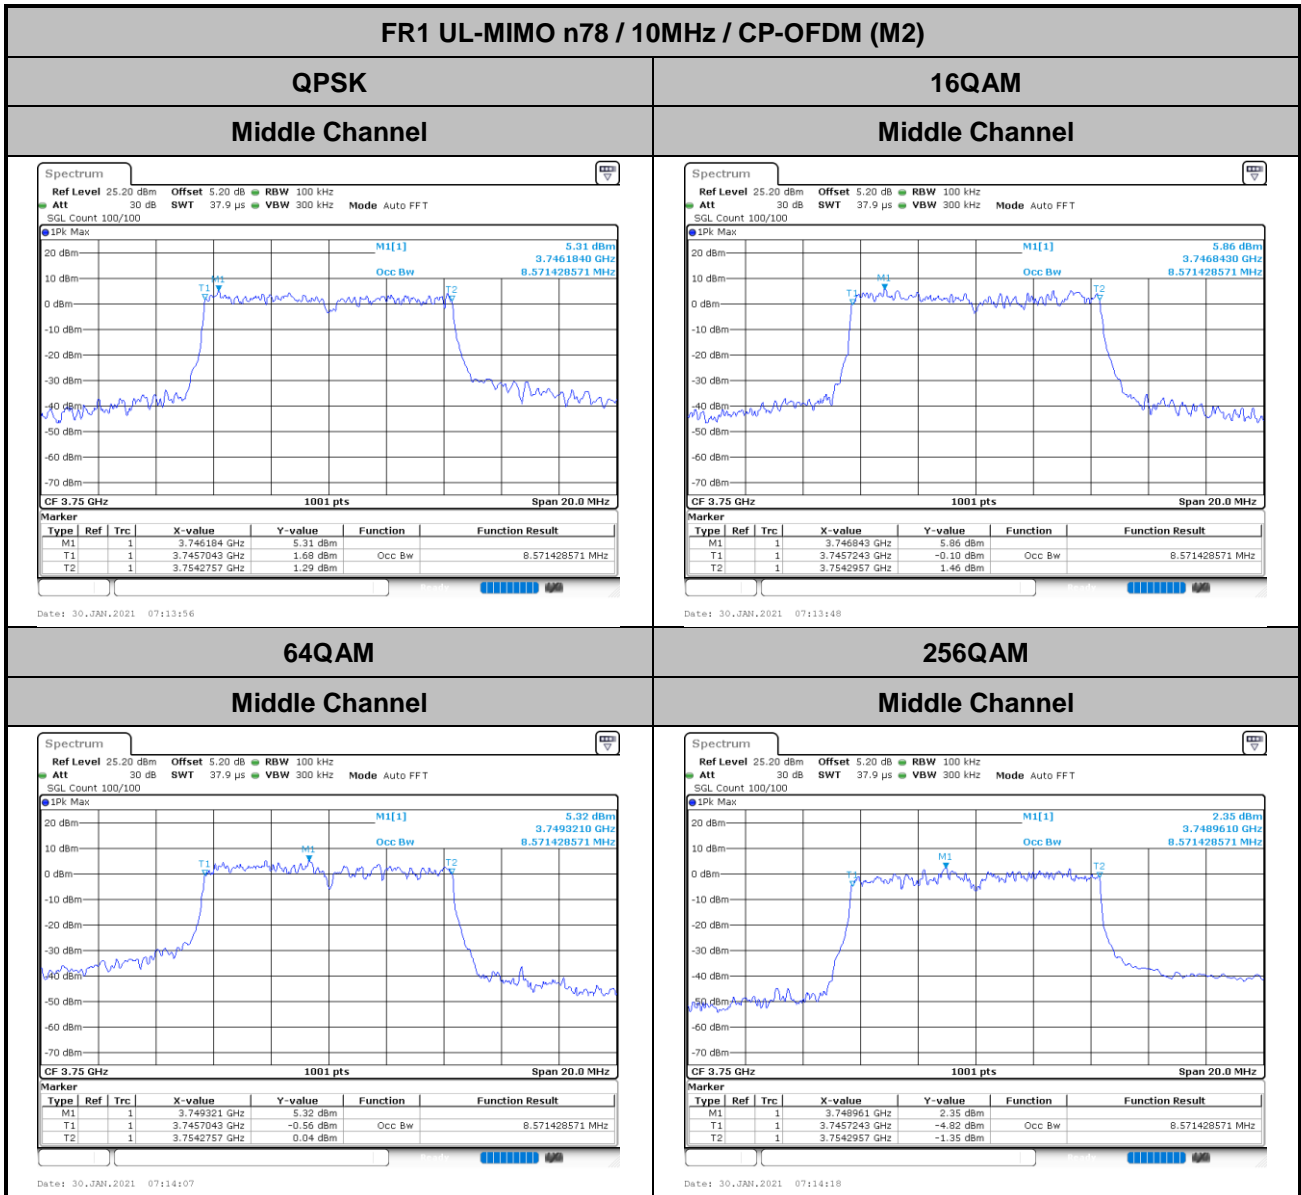 FR1 UL-MIMO n78 / 10MHz / CP-OFDM (M2)
QPSK
16QAM
Middle Channel
Middle Channel
Spectrum
Ref Level 25.20 dBm Offset 5.20 dB RBW 100 kHz
Att 30 dB SWT 37.9 µs VBW 300 kHz Mode Auto FFT
SGL Count 100/100
1Pk Max
M1[1] 5.31 dBm
3.7461840 GHz
Occ Bw 8.571428571 MHz
20 dBm
10 dBm
0 dBm
-10 dBm
-20 dBm
-30 dBm
-40 dBm
-50 dBm
-60 dBm
-70 dBm
T1 M1 T2
CF 3.75 GHz 1001 pts Span 20.0 MHz
Marker
Type Ref Trc X-value Y-value Function Function Result
M1 1 3.746184 GHz 5.31 dBm
T1 1 3.7457043 GHz 1.68 dBm Occ Bw 8.571428571 MHz
T2 1 3.7542757 GHz 1.29 dBm
Date: 30.JAN.2021 07:13:56
Spectrum
Ref Level 25.20 dBm Offset 5.20 dB RBW 100 kHz
Att 30 dB SWT 37.9 µs VBW 300 kHz Mode Auto FFT
SGL Count 100/100
1Pk Max
M1[1] 5.86 dBm
3.7468430 GHz
Occ Bw 8.571428571 MHz
20 dBm
10 dBm
0 dBm
-10 dBm
-20 dBm
-30 dBm
-40 dBm
-50 dBm
-60 dBm
-70 dBm
T1 M1 T2
CF 3.75 GHz 1001 pts Span 20.0 MHz
Marker
Type Ref Trc X-value Y-value Function Function Result
M1 1 3.746843 GHz 5.86 dBm
T1 1 3.7457243 GHz -0.10 dBm Occ Bw 8.571428571 MHz
T2 1 3.7542957 GHz 1.46 dBm
Date: 30.JAN.2021 07:13:48
64QAM
256QAM
Middle Channel
Middle Channel
Spectrum
Ref Level 25.20 dBm Offset 5.20 dB RBW 100 kHz
Att 30 dB SWT 37.9 µs VBW 300 kHz Mode Auto FFT
SGL Count 100/100
1Pk Max
M1[1] 5.32 dBm
3.7493210 GHz
Occ Bw 8.571428571 MHz
20 dBm
10 dBm
0 dBm
-10 dBm
-20 dBm
-30 dBm
-40 dBm
-50 dBm
-60 dBm
-70 dBm
T1 M1 T2
CF 3.75 GHz 1001 pts Span 20.0 MHz
Marker
Type Ref Trc X-value Y-value Function Function Result
M1 1 3.749321 GHz 5.32 dBm
T1 1 3.7457043 GHz -0.56 dBm Occ Bw 8.571428571 MHz
T2 1 3.7542757 GHz 0.04 dBm
Date: 30.JAN.2021 07:14:07
Spectrum
Ref Level 25.20 dBm Offset 5.20 dB RBW 100 kHz
Att 30 dB SWT 37.9 µs VBW 300 kHz Mode Auto FFT
SGL Count 100/100
1Pk Max
M1[1] 2.35 dBm
3.7489610 GHz
Occ Bw 8.571428571 MHz
20 dBm
10 dBm
0 dBm
-10 dBm
-20 dBm
-30 dBm
-40 dBm
-50 dBm
-60 dBm
-70 dBm
T1 M1 T2
CF 3.75 GHz 1001 pts Span 20.0 MHz
Marker
Type Ref Trc X-value Y-value Function Function Result
M1 1 3.748961 GHz 2.35 dBm
T1 1 3.7457243 GHz -4.82 dBm Occ Bw 8.571428571 MHz
T2 1 3.7542957 GHz -1.35 dBm
Date: 30.JAN.2021 07:14:18